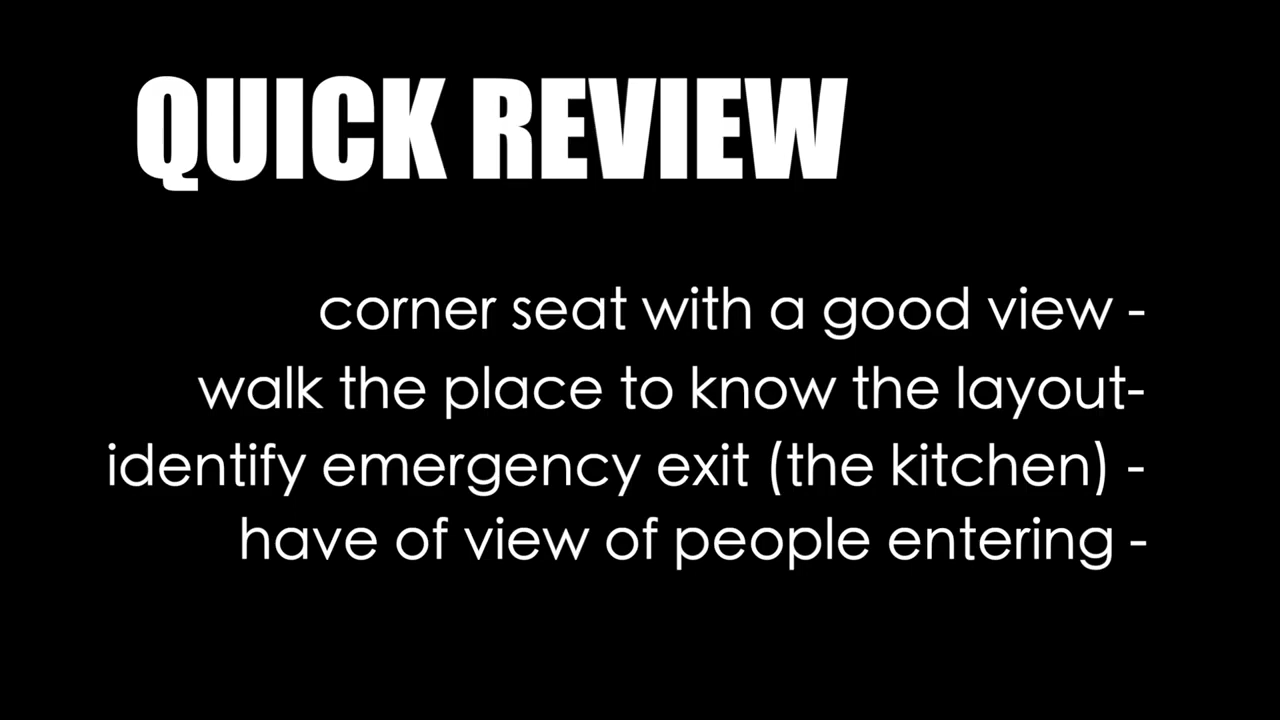 QUICK REVIEW
corner seat with a good view -
walk the place to know the layout-
identify emergency exit (the kitchen) -
have of view of people entering -